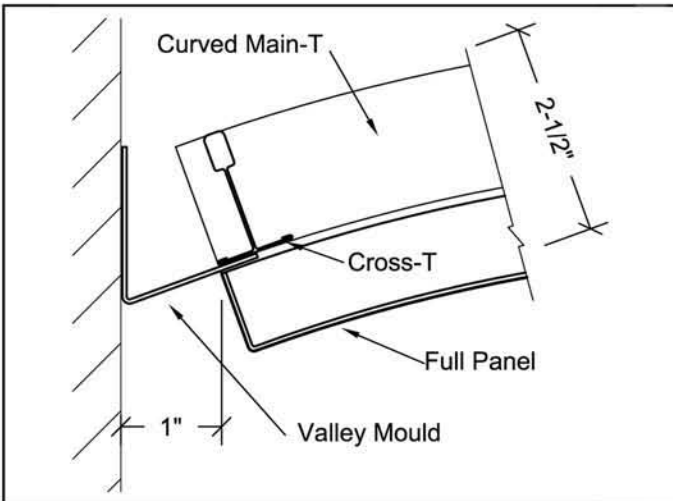 Curved Main-T
2-1/2"
Cross-T
Full Panel
1"
Valley Mould